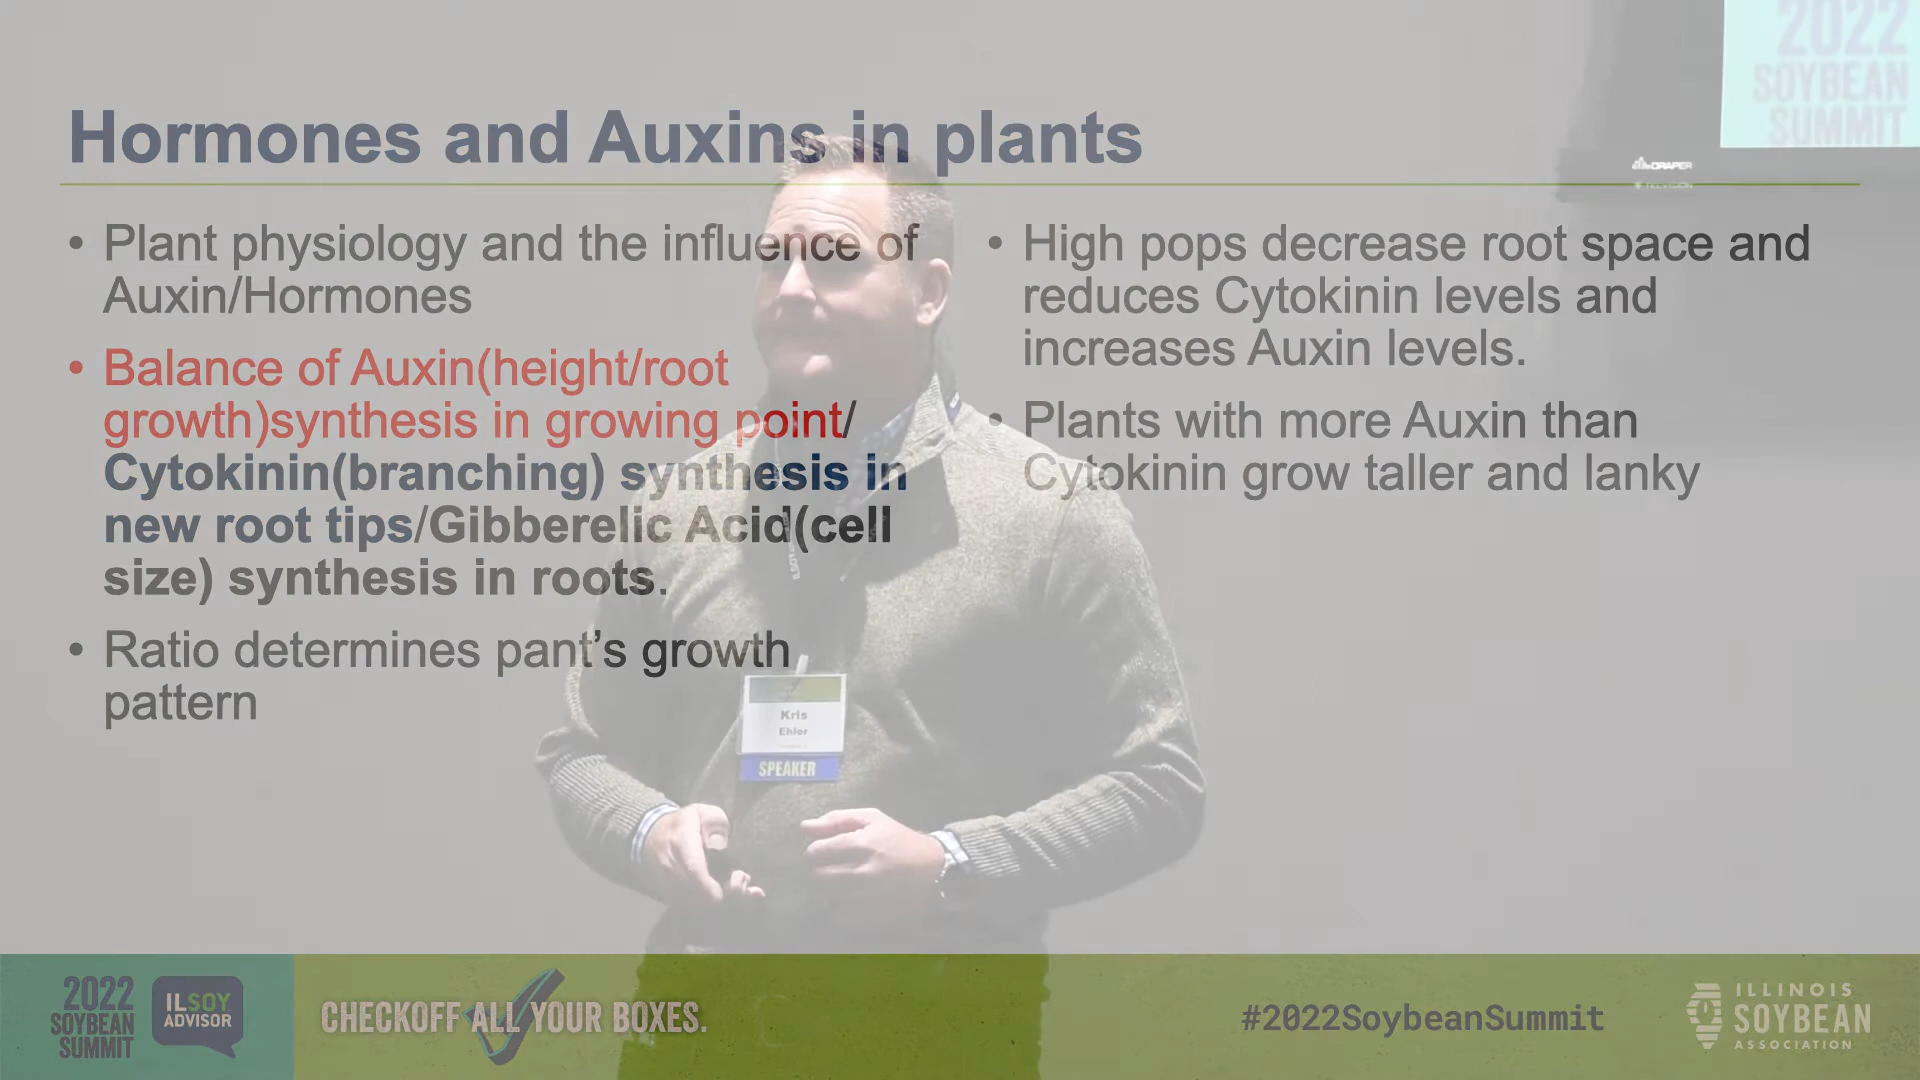 2022
SOYBEAN
SUMMIT
DRAPER
Hormones and Auxins in plants
• Plant physiology and the influence of
Auxin/Hormones
• Balance of Auxin(height/root
growth)synthesis in growing point/
Cytokinin(branching) synthesis in
new root tips/Gibberelic Acid(cell
size) synthesis in roots.
• Ratio determines pant’s growth
pattern
• High pops decrease root space and
reduces Cytokinin levels and
increases Auxin levels.
• Plants with more Auxin than
Cytokinin grow taller and lanky
Kris
Ehler
SPEAKER
2022
SOYBEAN
SUMMIT
ILSOY
ADVISOR
CHECKOFF ALL YOUR BOXES.
#2022SoybeanSummit
ILLINOIS
SOYBEAN
ASSOCIATION